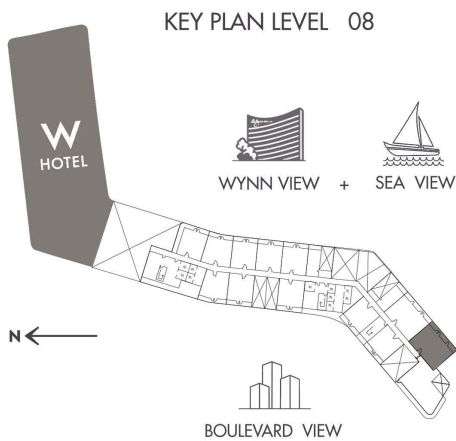 KEY PLAN LEVEL 08
W
HOTEL
WYNN VIEW + SEA VIEW
N
BOULEVARD VIEW